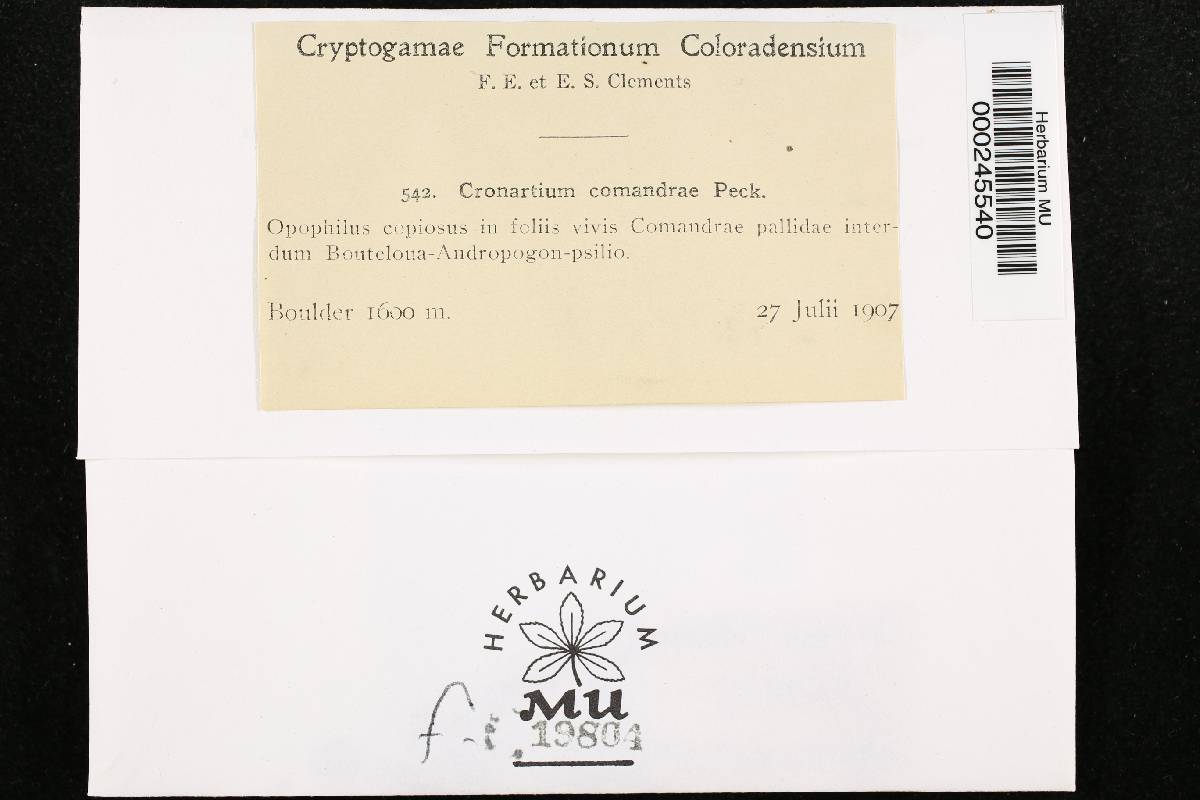 Cryptogamae Formationum Coloradensium
F. E. et E. S. Clements
542. Cronartium comandrae Peck.
Opophilus copiosus in foliis vivis Comandrae pallidae inter-
dum Bouteloua-Andropogon-psilio.
Boulder 1600 m. 27 Julii 1907
Herbarium MU
000245540
HERBARIUM
MU
19804